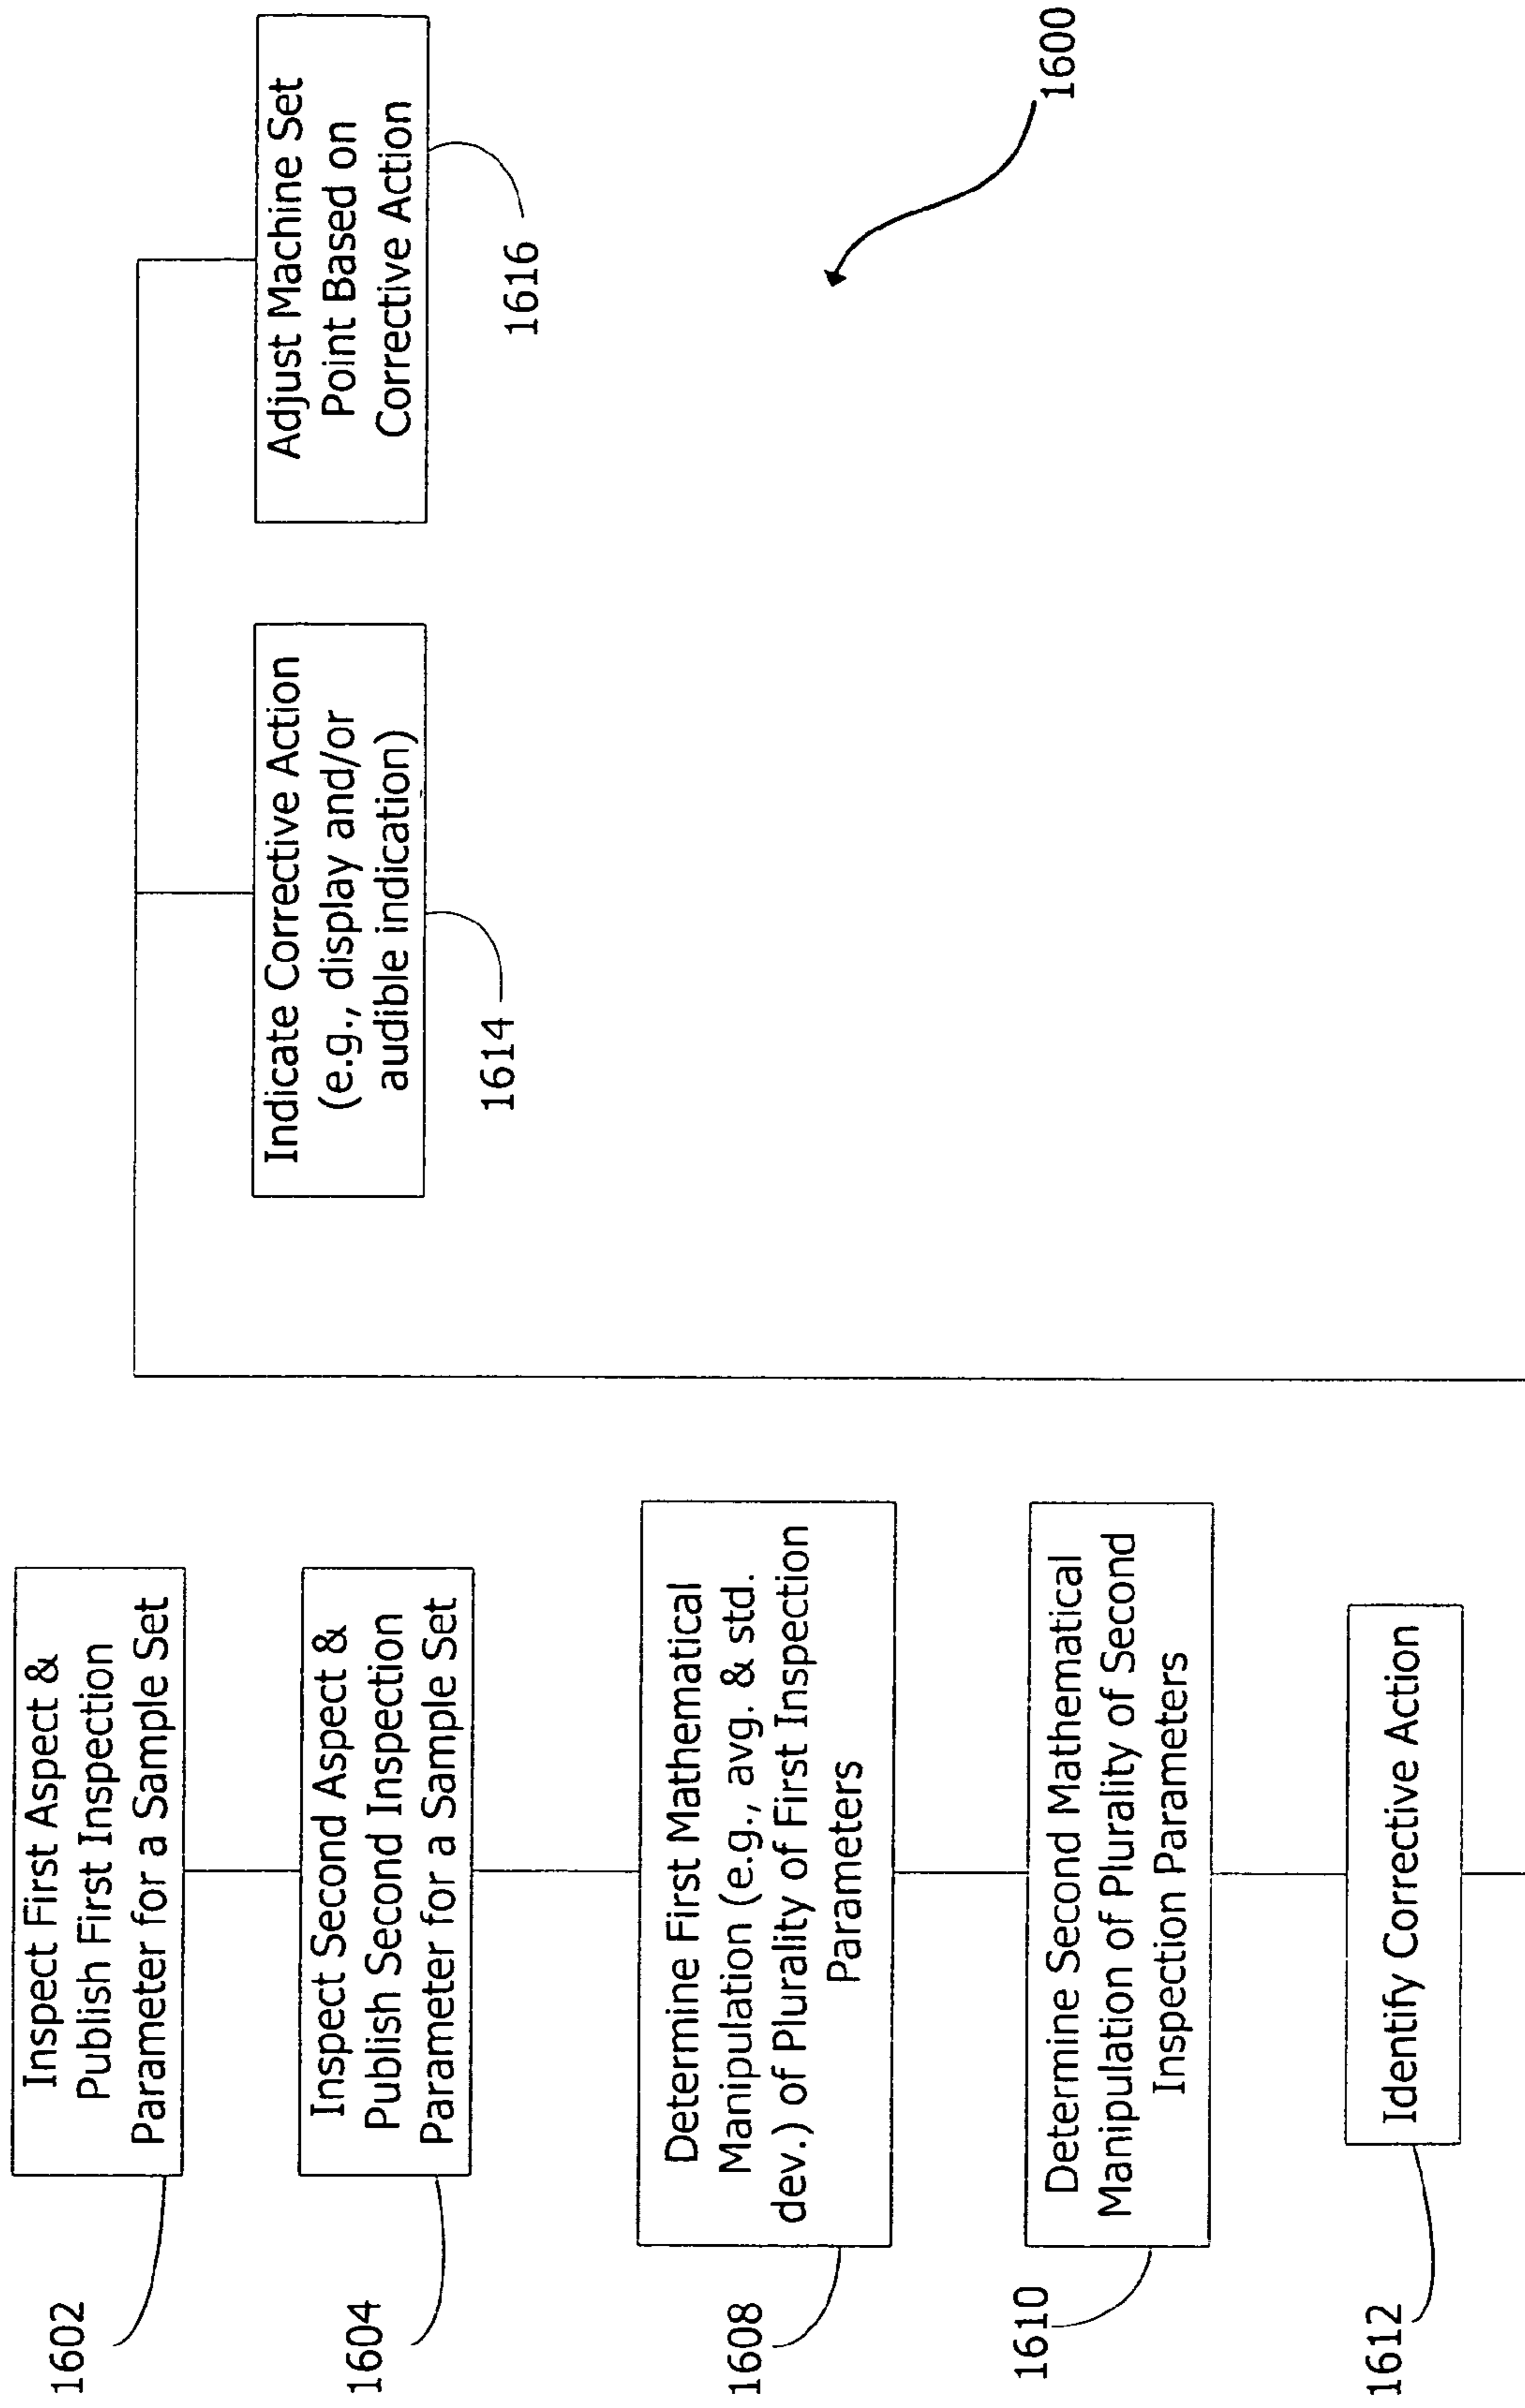 1602
Inspect First Aspect &
Publish First Inspection
Parameter for a Sample Set
1604
Inspect Second Aspect &
Publish Second Inspection
Parameter for a Sample Set
1608
Determine First Mathematical
Manipulation (e.g., avg. & std.
dev.) of Plurality of First Inspection
Parameters
1610
Determine Second Mathematical
Manipulation of Plurality of Second
Inspection Parameters
1612
Identify Corrective Action
Indicate Corrective Action
(e.g., display and/or
audible indication)
1614
Adjust Machine Set
Point Based on
Corrective Action
1616
1600